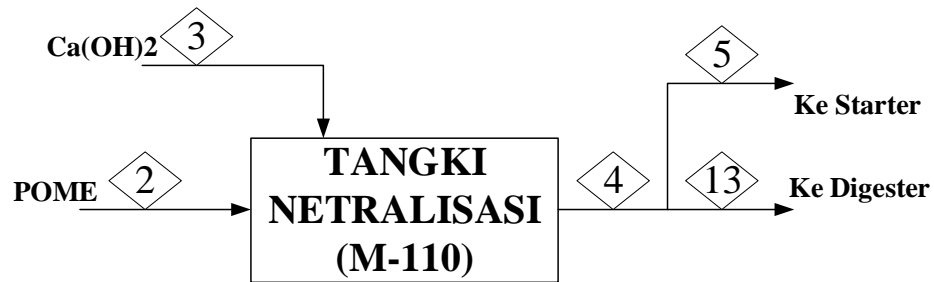 Ca(OH)2
3
5
Ke Starter
POME
2
TANGKI
NETRALISASI
(M-110)
4
13
Ke Digester